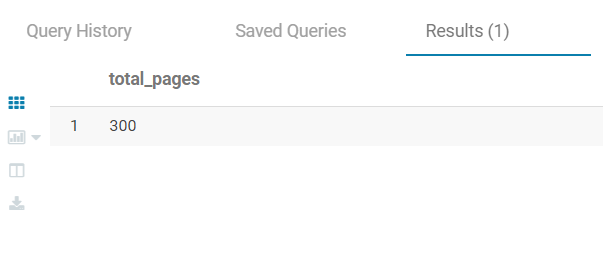 Query History Saved Queries Results (1)
total_pages
1 300